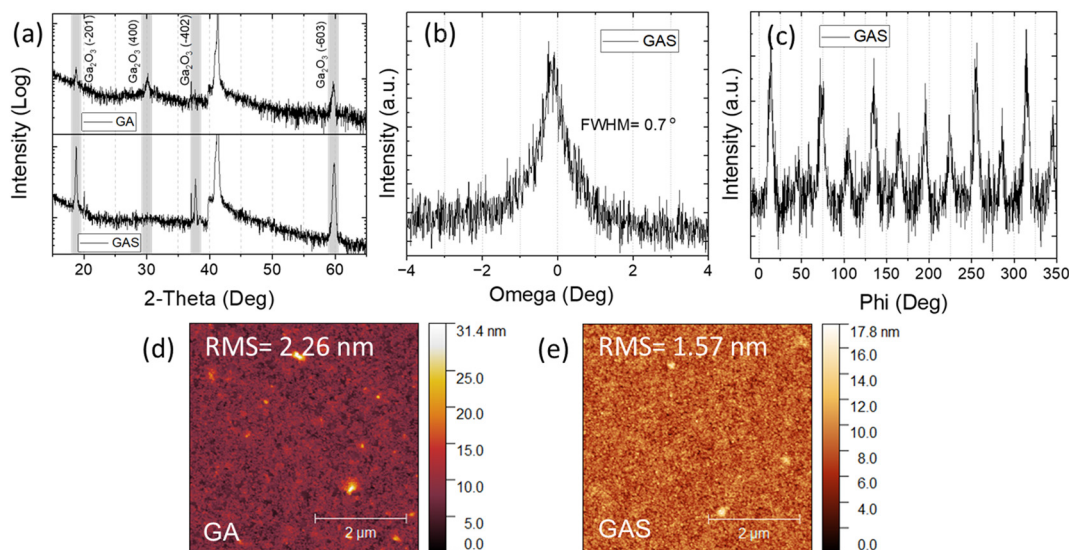 (a)
Intensity (Log)
Ga2O3 (-201)
Ga2O3 (400)
Ga2O3 (-402)
Ga2O3 (-603)
GA
GAS
20 30 40 50 60
2-Theta (Deg)
(b)
Intensity (a.u.)
GAS
FWHM= 0.7 °
−4 −2 0 2 4
Omega (Deg)
(c)
Intensity (a.u.)
GAS
0 50 100 150 200 250 300 350
Phi (Deg)
(d)
RMS= 2.26 nm
GA
2 µm
31.4 nm
25.0
20.0
15.0
10.0
5.0
0.0
(e)
RMS= 1.57 nm
GAS
2 µm
17.8 nm
16.0
14.0
12.0
10.0
8.0
6.0
4.0
2.0
0.0